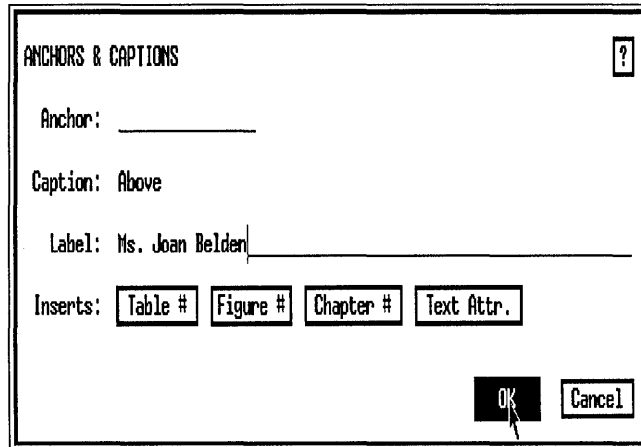 ANCHORS & CAPTIONS ?
Anchor:
Caption: Above
Label: Ms. Joan Belden
Inserts: Table # Figure # Chapter # Text Attr.
OK Cancel